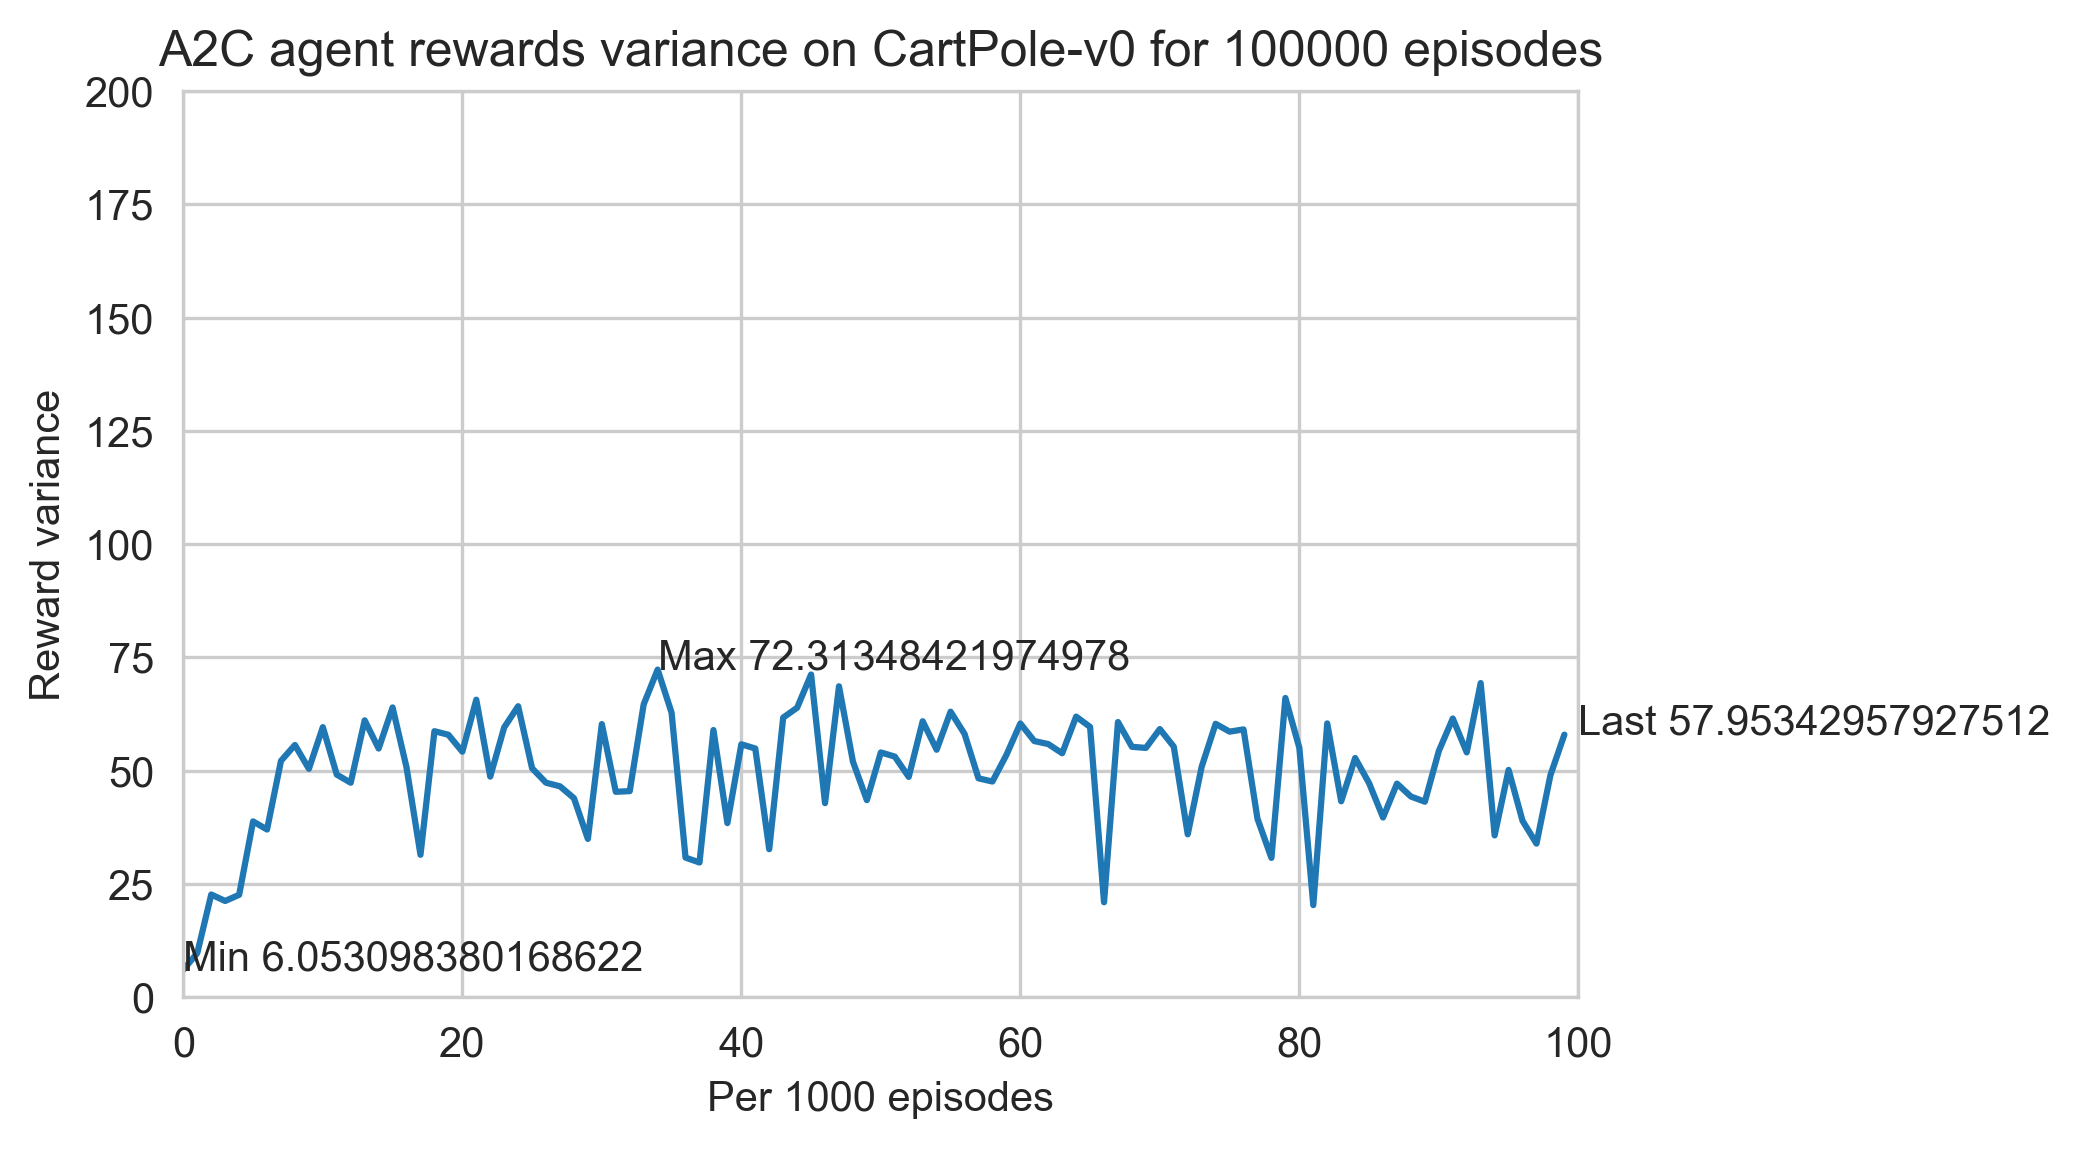 A2C agent rewards variance on CartPole-v0 for 100000 episodes
200
175
150
125
100
75
50
25
0
Reward variance
Max 72.31348421974978
Last 57.95342957927512
Min 6.053098380168622
0 20 40 60 80 100
Per 1000 episodes